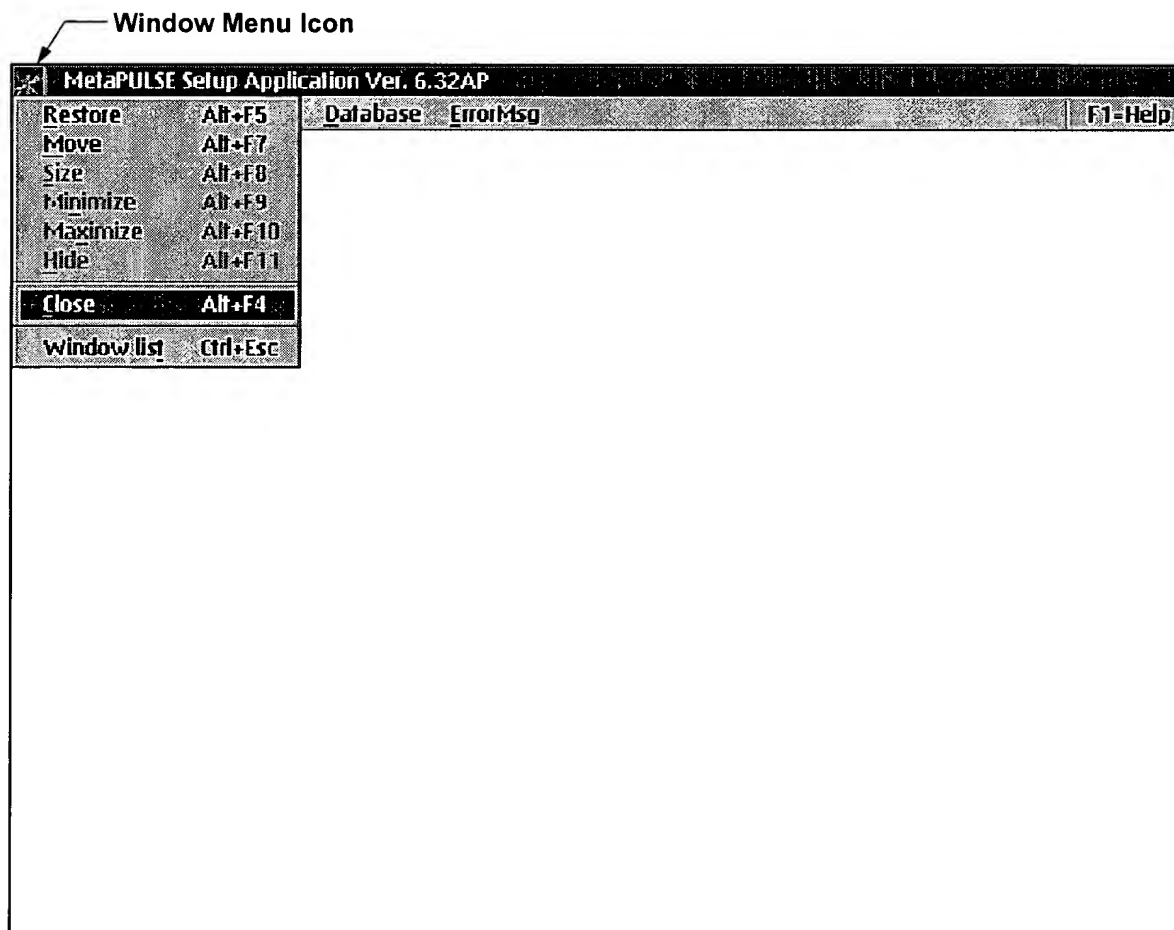 Window Menu Icon
MetaPULSE Setup Application Ver. 6.32AP
Database ErrorMsg F1=Help
Restore Alt+F5
Move Alt+F7
Size Alt+F8
Minimize Alt+F9
Maximize Alt+F10
Hide Alt+F11
Close Alt+F4
Window list Ctrl+Esc